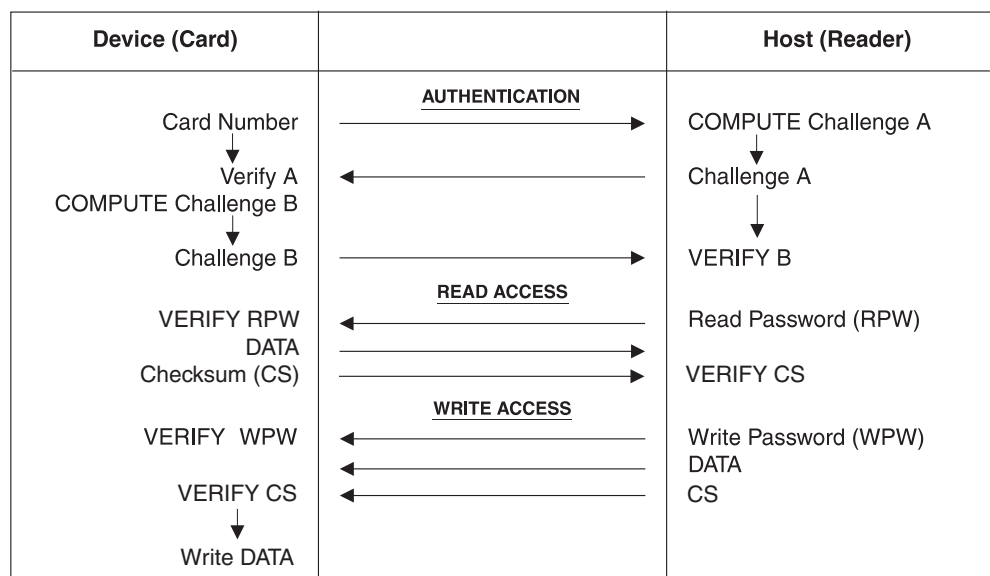 Device (Card) Host (Reader)
AUTHENTICATION
Card Number COMPUTE Challenge A
Verify A Challenge A
COMPUTE Challenge B
Challenge B VERIFY B
READ ACCESS
VERIFY RPW Read Password (RPW)
DATA
Checksum (CS) VERIFY CS
WRITE ACCESS
VERIFY WPW Write Password (WPW)
DATA
VERIFY CS CS
Write DATA